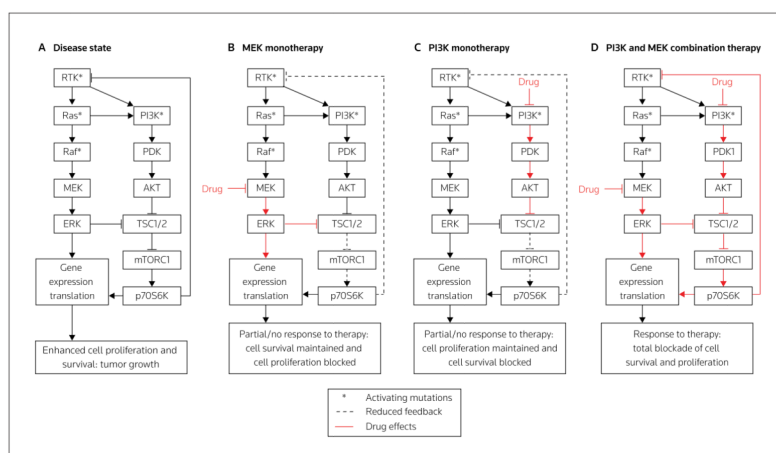 A Disease state
RTK*
Ras*
PI3K*
Raf*
PDK
MEK
AKT
ERK
TSC1/2
mTORC1
Gene
expression
translation
p70S6K
Enhanced cell proliferation and
survival: tumor growth
B MEK monotherapy
RTK*
Ras*
PI3K*
Raf*
PDK
Drug
MEK
AKT
ERK
TSC1/2
mTORC1
Gene
expression
translation
p70S6K
Partial/no response to therapy:
cell survival maintained and
cell proliferation blocked
C PI3K monotherapy
RTK*
Drug
Ras*
PI3K*
Raf*
PDK
MEK
AKT
ERK
TSC1/2
mTORC1
Gene
expression
translation
p70S6K
Partial/no response to therapy:
cell proliferation maintained and
cell survival blocked
D PI3K and MEK combination therapy
RTK*
Drug
Ras*
PI3K*
Raf*
PDK1
Drug
MEK
AKT
ERK
TSC1/2
mTORC1
Gene
expression
translation
p70S6K
Response to therapy:
total blockade of cell
survival and proliferation
* Activating mutations
Reduced feedback
Drug effects